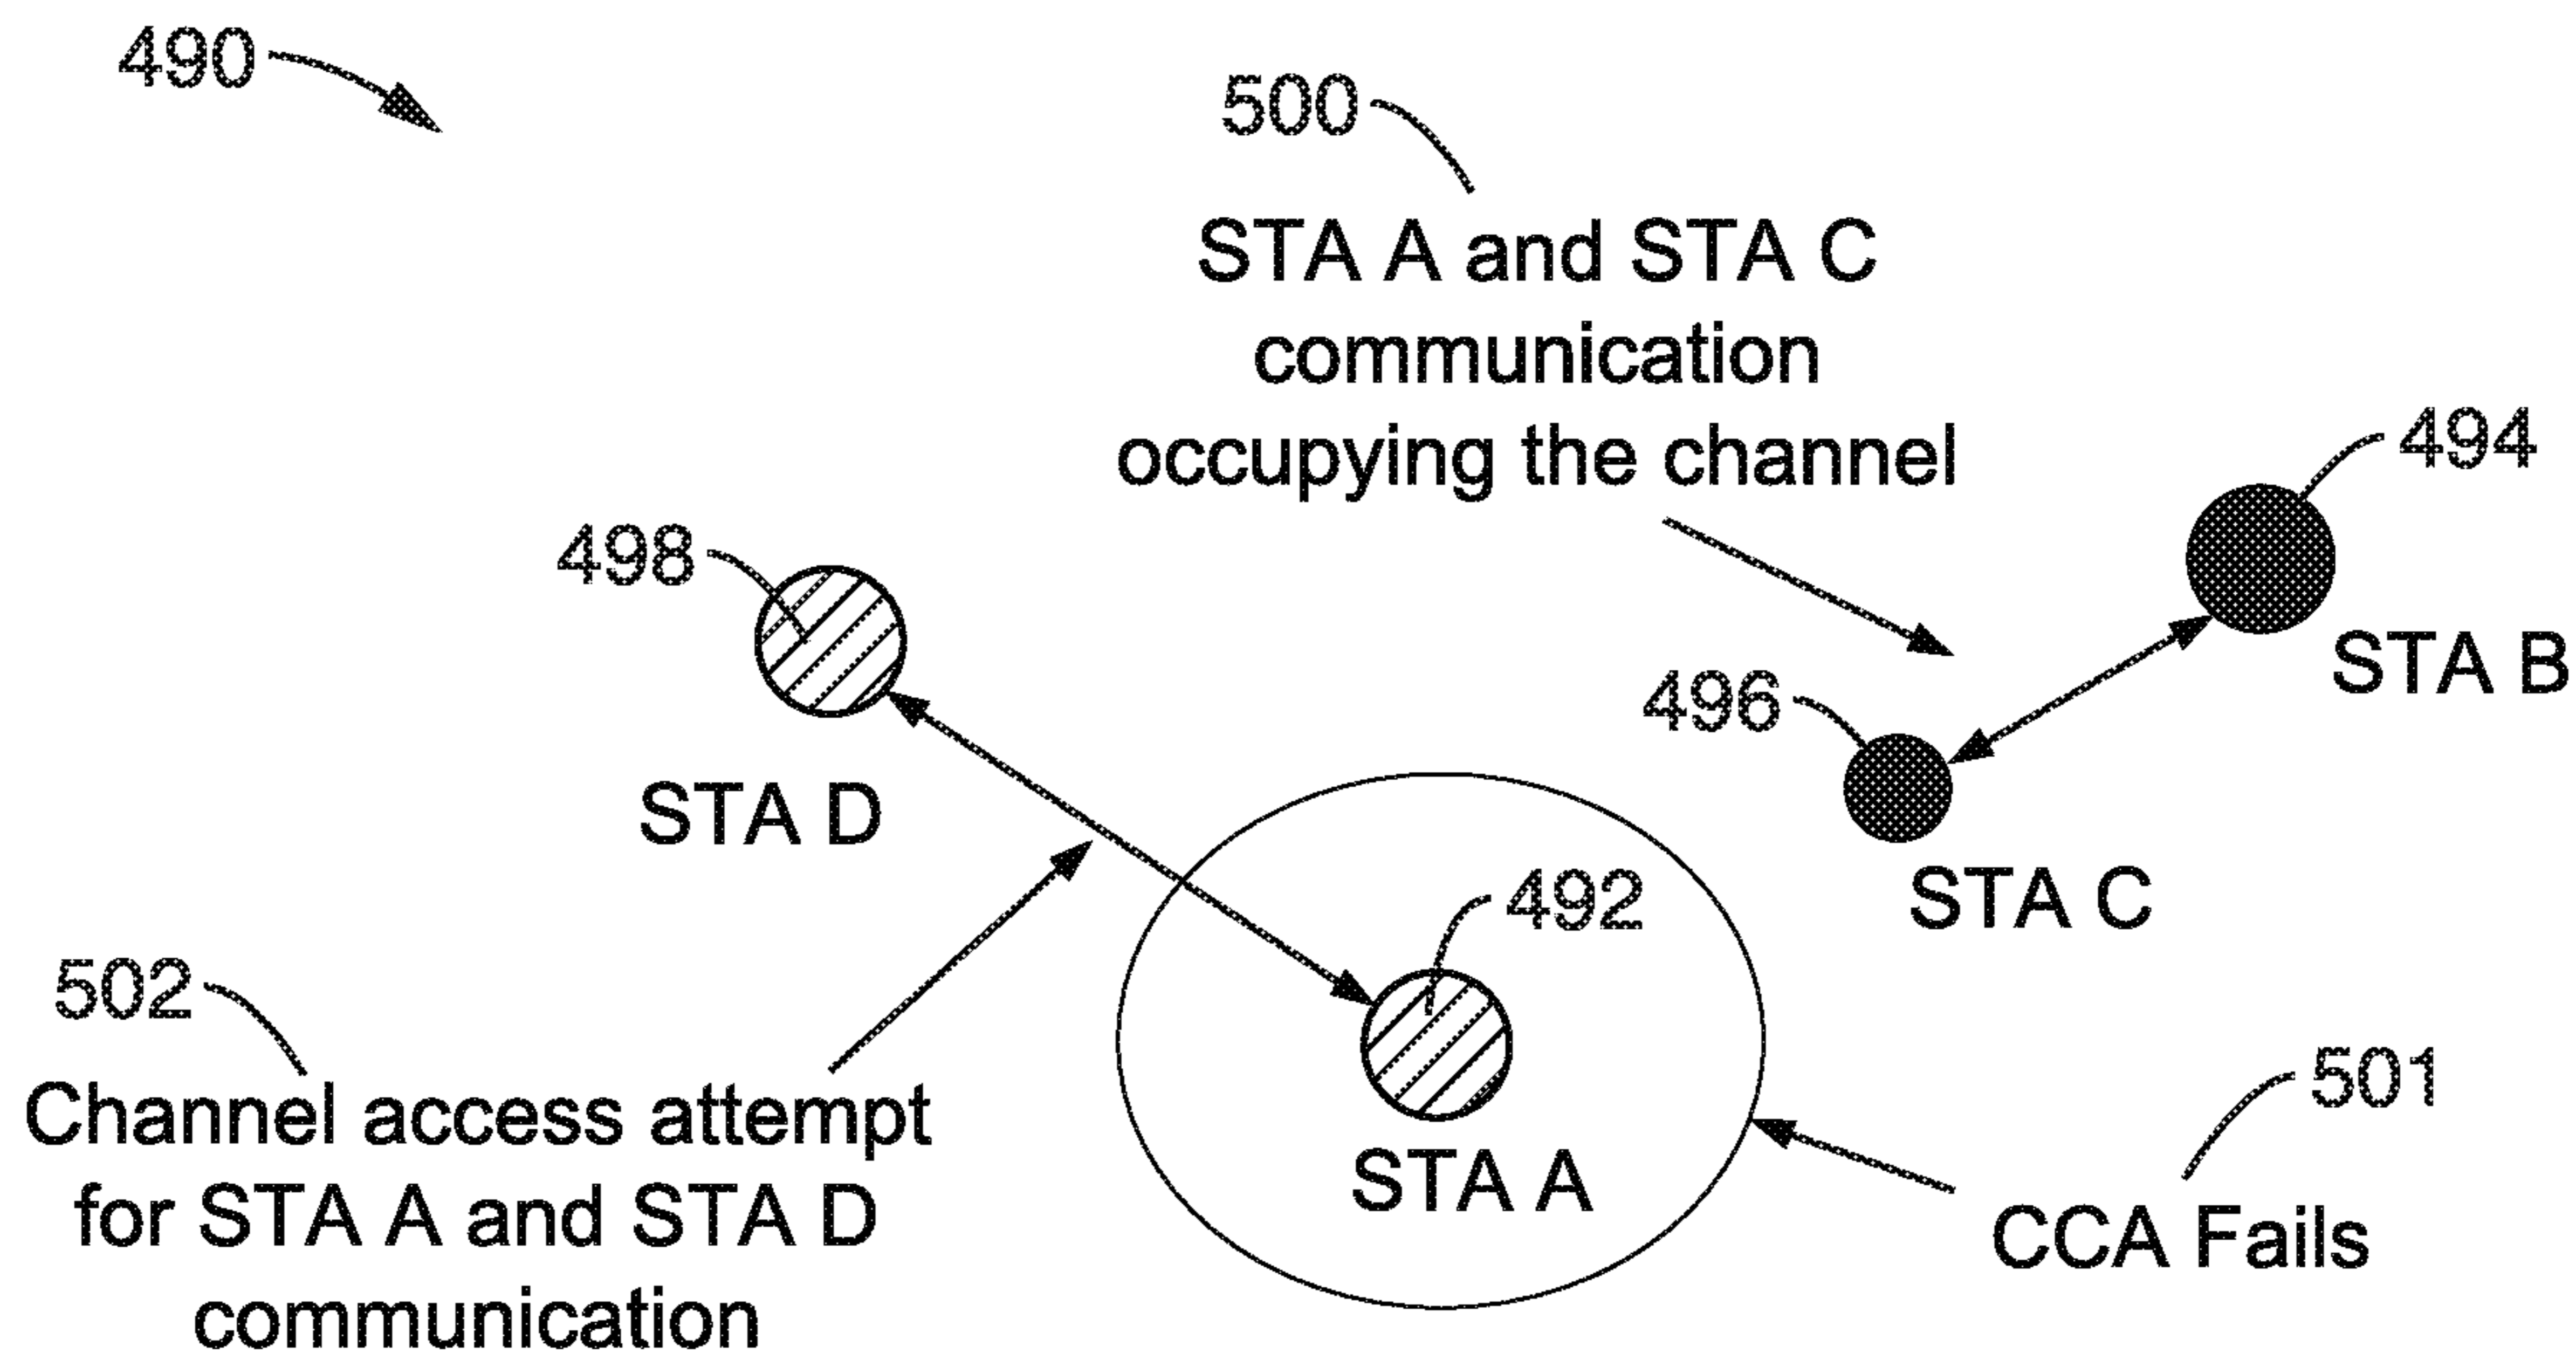 490
500
STA A and STA C
communication
occupying the channel
494
498
STA B
496
STA D
STA C
492
502
Channel access attempt
for STA A and STA D
communication
STA A
501
CCA Fails